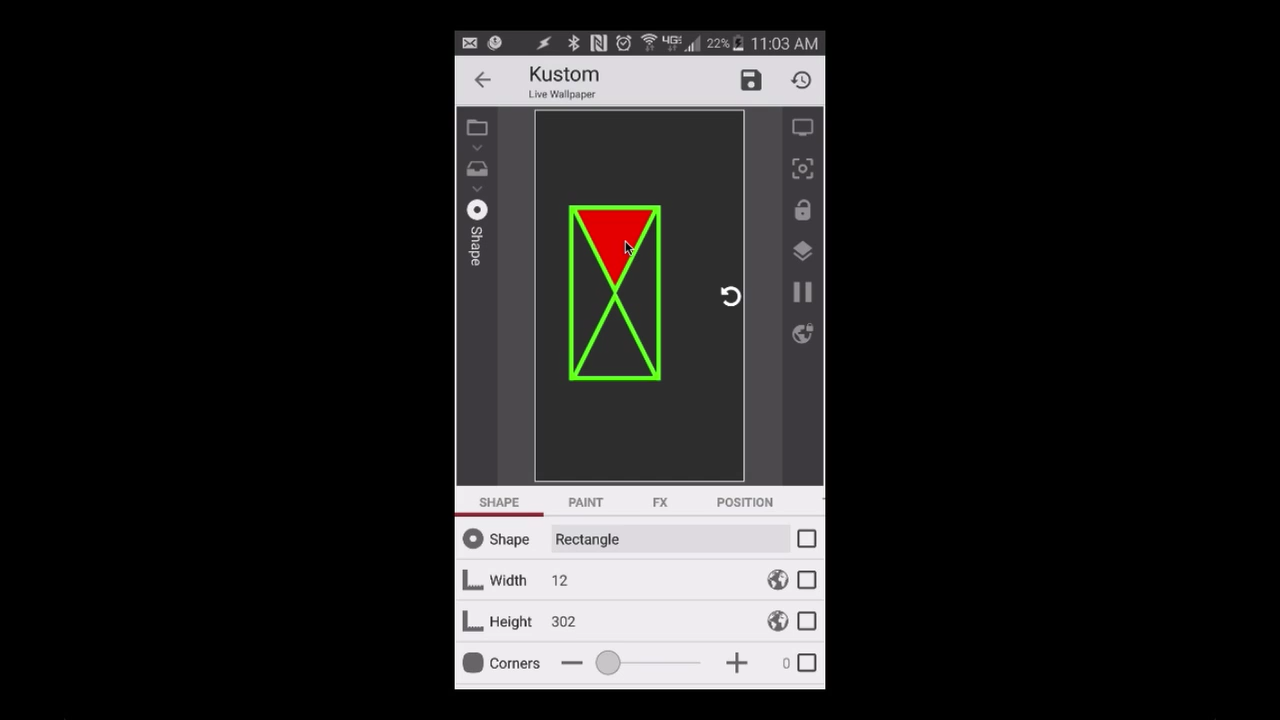 4G 22% 11:03 AM
Kustom
Live Wallpaper
Shape
SHAPE PAINT FX POSITION
Shape Rectangle
Width 12
Height 302
Corners 0